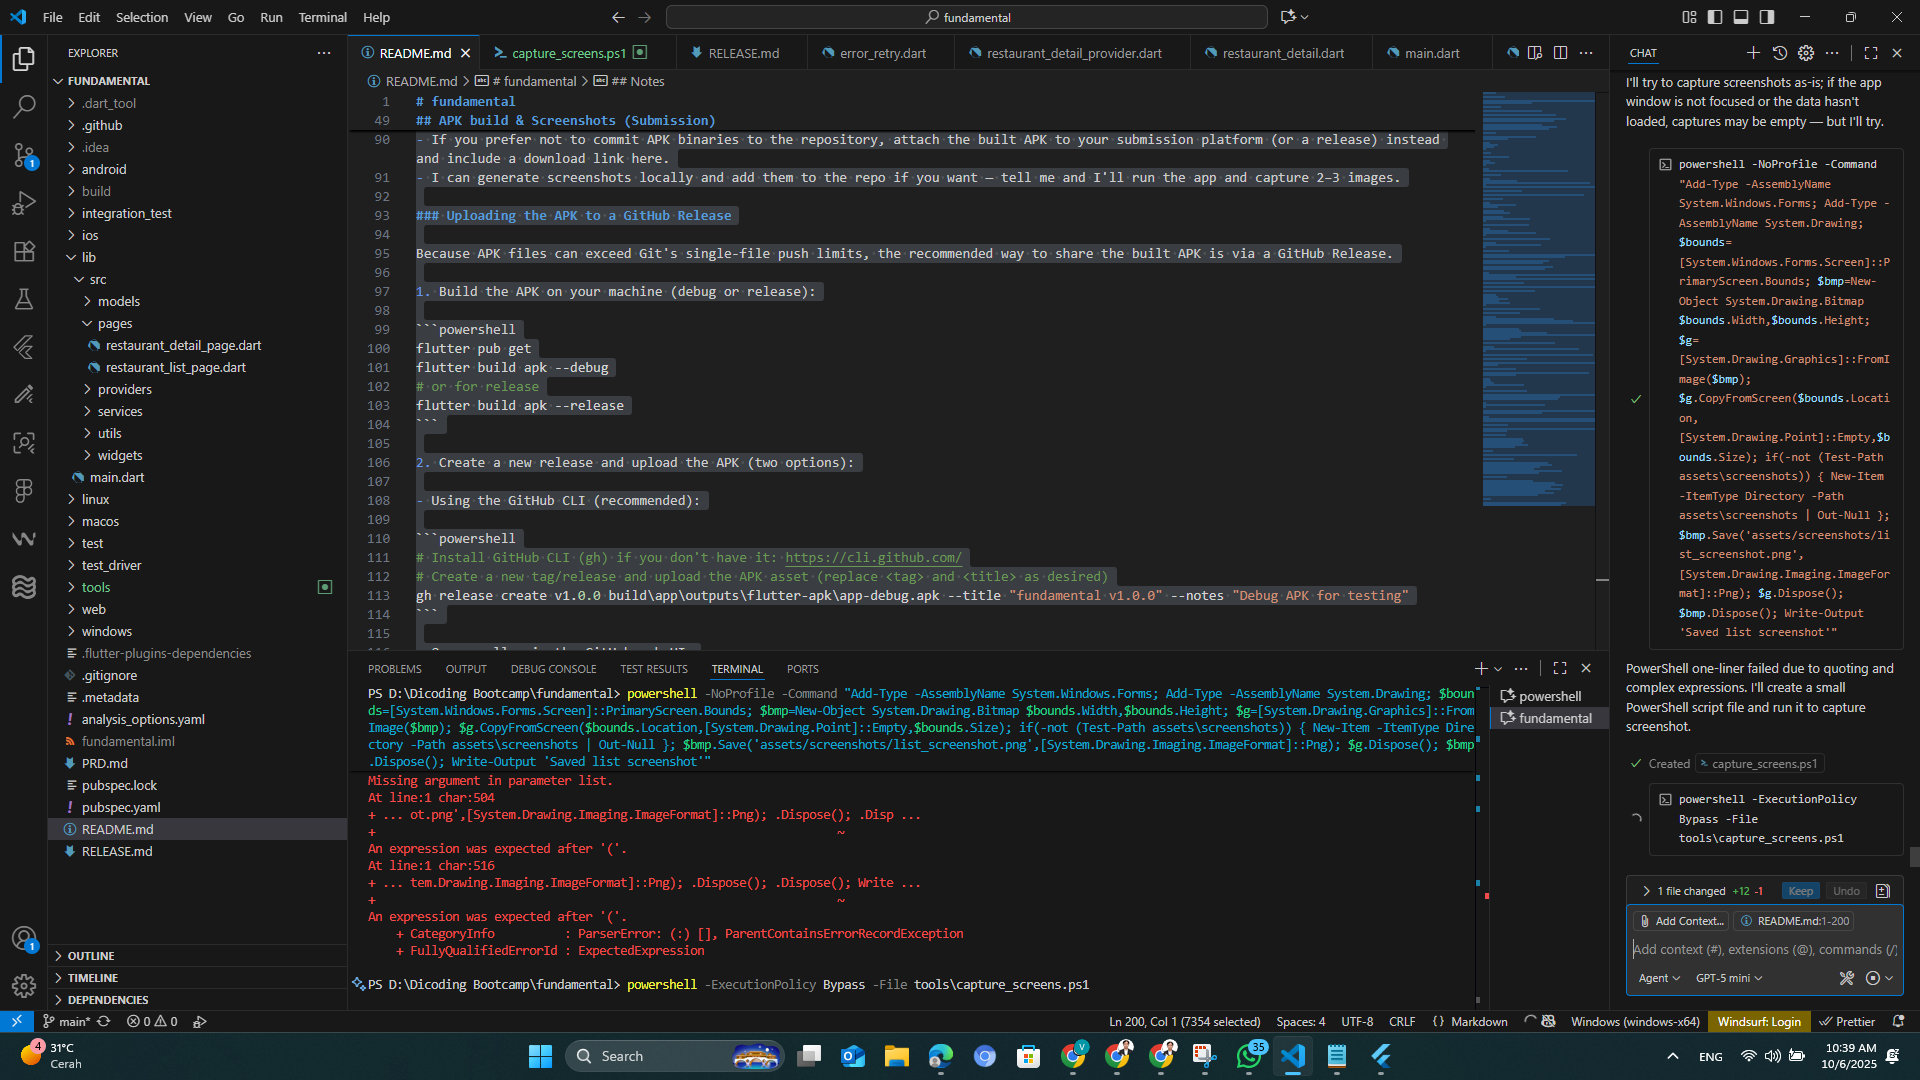 File Edit Selection View Go Run Terminal Help
fundamental
EXPLORER
FUNDAMENTAL
.dart_tool
.github
.idea
android
build
integration_test
ios
lib
src
models
pages
restaurant_detail_page.dart
restaurant_list_page.dart
providers
services
utils
widgets
main.dart
linux
macos
test
test_driver
tools
web
windows
.flutter-plugins-dependencies
.gitignore
.metadata
analysis_options.yaml
fundamental.iml
PRD.md
pubspec.lock
pubspec.yaml
README.md
RELEASE.md
OUTLINE
TIMELINE
DEPENDENCIES
1
1
README.md capture_screens.ps1 RELEASE.md error_retry.dart restaurant_detail_provider.dart restaurant_detail.dart main.dart
README.md > # fundamental > ## Notes
1 # fundamental
49 ## APK build & Screenshots (Submission)
90 - If you prefer not to commit APK binaries to the repository, attach the built APK to your submission platform (or a release) instead
and include a download link here.
91 - I can generate screenshots locally and add them to the repo if you want — tell me and I'll run the app and capture 2–3 images.
92
93 ### Uploading the APK to a GitHub Release
94
95 Because APK files can exceed Git's single-file push limits, the recommended way to share the built APK is via a GitHub Release.
96
97 1. Build the APK on your machine (debug or release):
98
99 ```powershell
100 flutter pub get
101 flutter build apk --debug
102 # or for release
103 flutter build apk --release
104 ```
105
106 2. Create a new release and upload the APK (two options):
107
108 - Using the GitHub CLI (recommended):
109
110 ```powershell
111 # Install GitHub CLI (gh) if you don't have it: https://cli.github.com/
112 # Create a new tag/release and upload the APK asset (replace <tag> and <title> as desired)
113 gh release create v1.0.0 build\app\outputs\flutter-apk\app-debug.apk --title "fundamental v1.0.0" --notes "Debug APK for testing"
114 ```
115
PROBLEMS OUTPUT DEBUG CONSOLE TEST RESULTS TERMINAL PORTS
PS D:\Dicoding Bootcamp\fundamental> powershell -NoProfile -Command "Add-Type -AssemblyName System.Windows.Forms; Add-Type -AssemblyName System.Drawing; $boun
ds=[System.Windows.Forms.Screen]::PrimaryScreen.Bounds; $bmp=New-Object System.Drawing.Bitmap $bounds.Width,$bounds.Height; $g=[System.Drawing.Graphics]::From
Image($bmp); $g.CopyFromScreen($bounds.Location,[System.Drawing.Point]::Empty,$bounds.Size); if(-not (Test-Path assets\screenshots)) { New-Item -ItemType Dire
ctory -Path assets\screenshots | Out-Null }; $bmp.Save('assets/screenshots/list_screenshot.png',[System.Drawing.Imaging.ImageFormat]::Png); $g.Dispose(); $bmp
.Dispose(); Write-Output 'Saved list screenshot'"
Missing argument in parameter list.
At line:1 char:504
+ ... ot.png',[System.Drawing.Imaging.ImageFormat]::Png); .Dispose(); .Disp ...
+ ~
An expression was expected after '('.
At line:1 char:516
+ ... tem.Drawing.Imaging.ImageFormat]::Png); .Dispose(); .Dispose(); Write ...
+ ~
An expression was expected after '('.
+ CategoryInfo : ParserError: (:) [], ParentContainsErrorRecordException
+ FullyQualifiedErrorId : ExpectedExpression
PS D:\Dicoding Bootcamp\fundamental> powershell -ExecutionPolicy Bypass -File tools\capture_screens.ps1
powershell
fundamental
CHAT
I'll try to capture screenshots as-is; if the app
window is not focused or the data hasn't
loaded, captures may be empty — but I'll try.
powershell -NoProfile -Command
"Add-Type -AssemblyName
System.Windows.Forms; Add-Type -
AssemblyName System.Drawing;
$bounds=
[System.Windows.Forms.Screen]::P
rimaryScreen.Bounds; $bmp=New-
Object System.Drawing.Bitmap
$bounds.Width,$bounds.Height;
$g=
[System.Drawing.Graphics]::FromI
mage($bmp);
$g.CopyFromScreen($bounds.Locati
on,
[System.Drawing.Point]::Empty,$b
ounds.Size); if(-not (Test-Path
assets\screenshots)) { New-Item
-ItemType Directory -Path
assets\screenshots | Out-Null };
$bmp.Save('assets/screenshots/li
st_screenshot.png',
[System.Drawing.Imaging.ImageFor
mat]::Png); $g.Dispose();
$bmp.Dispose(); Write-Output
'Saved list screenshot'"
PowerShell one-liner failed due to quoting and
complex expressions. I'll create a small
PowerShell script file and run it to capture
screenshot.
Created capture_screens.ps1
powershell -ExecutionPolicy
Bypass -File
tools\capture_screens.ps1
1 file changed +12 -1 Keep Undo
Add Context... README.md:1-200
Add context (#), extensions (@), commands (/)
Agent GPT-5 mini
main* 0 0 Ln 200, Col 1 (7354 selected) Spaces: 4 UTF-8 CRLF {} Markdown Windows (windows-x64) Windsurf: Login Prettier
4 31°C
Cerah
Search
V
35
ENG
10:39 AM
10/6/2025